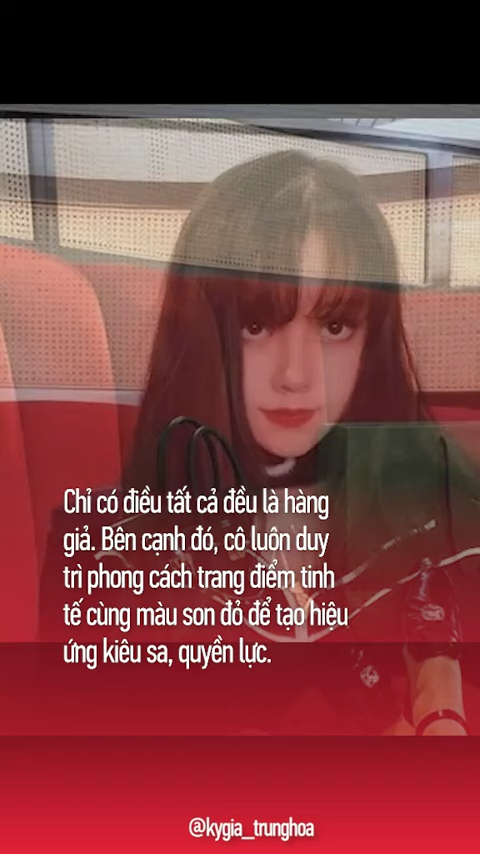 Chỉ có điều tất cả đều là hàng
giả. Bên cạnh đó, cô luôn duy
trì phong cách trang điểm tinh
tế cùng màu son đỏ để tạo hiệu
ứng kiêu sa, quyền lực.
@kygia_trunghoa